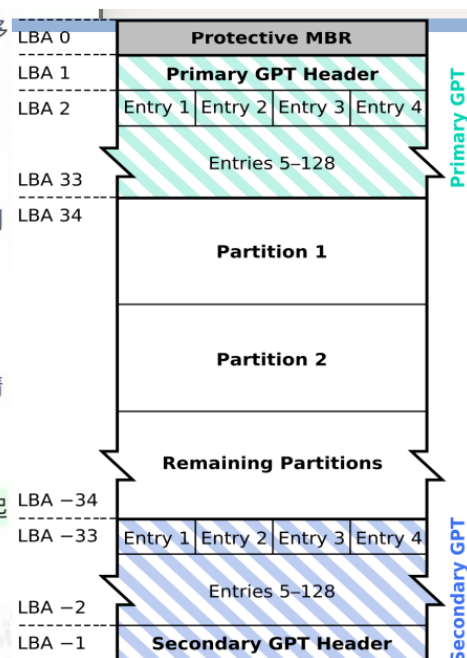 LBA 0
Protective MBR
LBA 1
Primary GPT Header
LBA 2
Entry 1 Entry 2 Entry 3 Entry 4
Entries 5–128
LBA 33
Primary GPT
LBA 34
Partition 1
Partition 2
Remaining Partitions
LBA −34
LBA −33
Entry 1 Entry 2 Entry 3 Entry 4
Entries 5–128
LBA −2
LBA −1
Secondary GPT Header
Secondary GPT